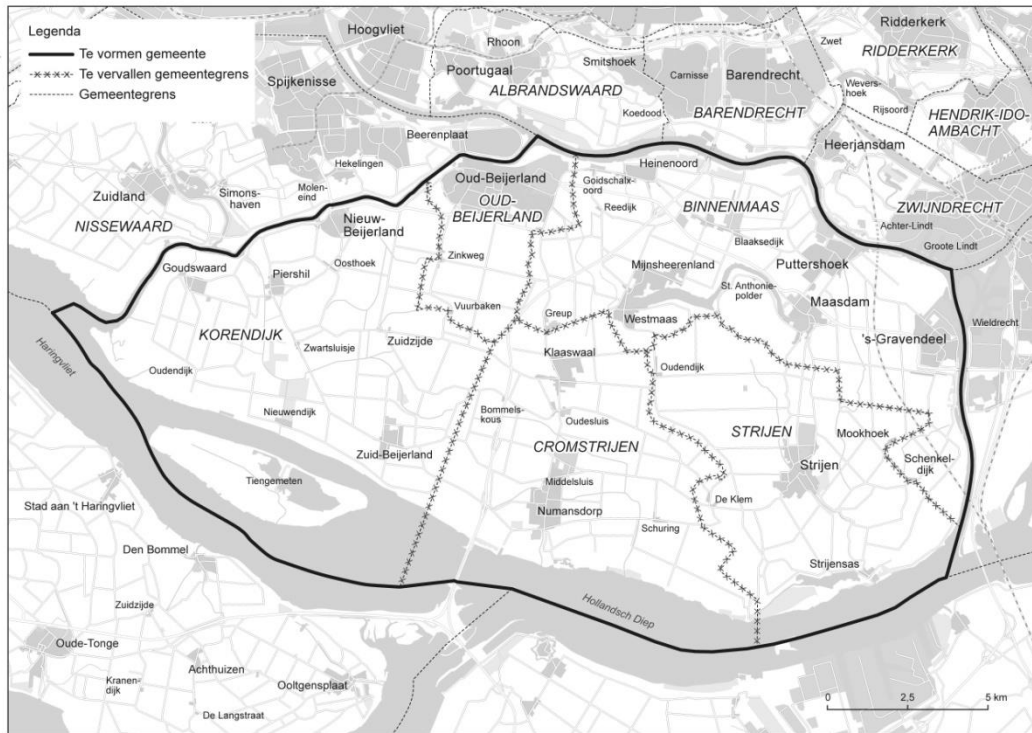 Legenda
Te vormen gemeente
Te vervallen gemeentegrens
Gemeentegrens
Hoogvliet
Rhoon
Poortugaal
Smitshoek
ALBRANDSWAARD
Spijkenisse
Carnisse
Barendrecht
BARENDRECHT
Koedood
Ridderkerk
Zwet
RIDDERKERK
Wevers-
hoek
Rijsoord
HENDRIK-IDO-
AMBACHT
Heerjansdam
Beerenplaat
Hekelingen
Zuidland
Simons-
haven
Molen-
eind
NISSEWAARD
Oud-Beijerland
OUD-
BEIJERLAND
Heinenoord
Goidschalx-
oord
Reedijk
BINNENMAAS
Blaaksedijk
ZWIJNDRECHT
Achter-Lindt
Groote Lindt
Nieuw-
Beijerland
Goudswaard
Piershil
Oosthoek
Zinkweg
Mijnsheerenland
Puttershoek
St. Anthonie-
polder
Maasdam
Wieldrecht
's-Gravendeel
Vuurbaken
Greup
Westmaas
KORENDIJK
Zwartsluisje
Zuidzijde
Klaaswaal
Oudendijk
Oudendijk
Haringvliet
Nieuwendijk
Bommels-
kous
Oudesluis
STRIJEN
Mookhoek
Zuid-Beijerland
CROMSTRIJEN
Strijen
Schenkel-
dijk
Tiengemeten
Middelsluis
Numansdorp
De Klem
Schuring
Stad aan 't Haringvliet
Den Bommel
Strijensas
Hollandsch Diep
Zuidzijde
Oude-Tonge
Achthuizen
Kranen-
dijk
Ooltgensplaat
De Langstraat
0 2,5 5 km